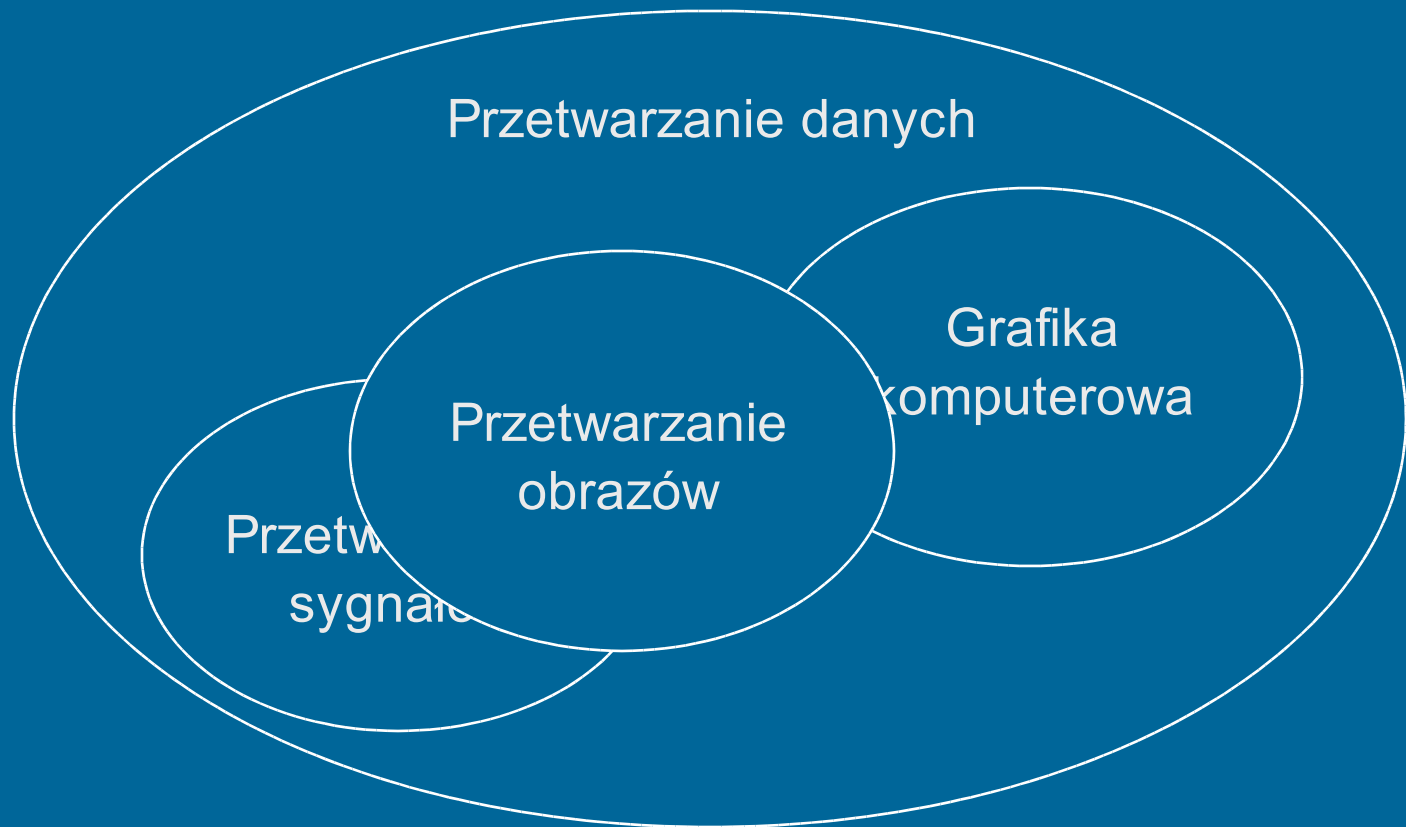 Przetwarzanie danych
Grafika
komputerowa
Przetwarzanie
obrazów